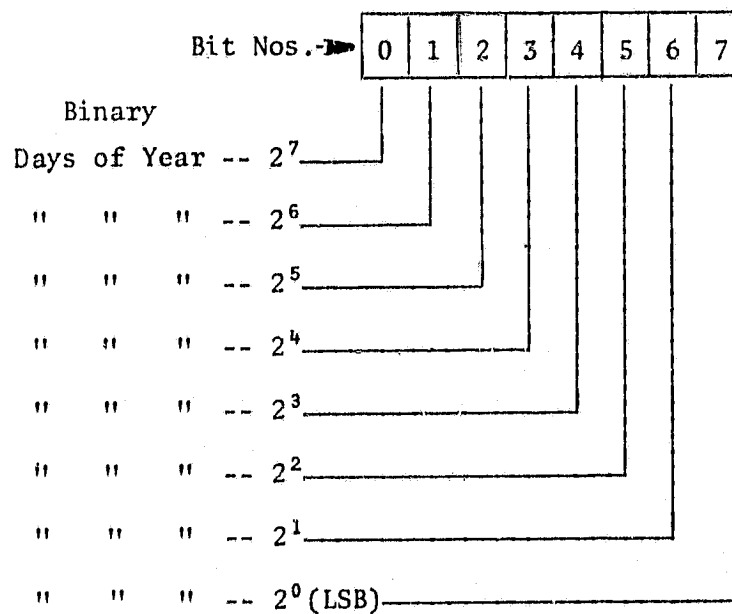 Bit Nos. 0 1 2 3 4 5 6 7
Binary
Days of Year -- 2⁷
" " " -- 2⁶
" " " -- 2⁵
" " " -- 2⁴
" " " -- 2³
" " " -- 2²
" " " -- 2¹
" " " -- 2⁰ (LSB)